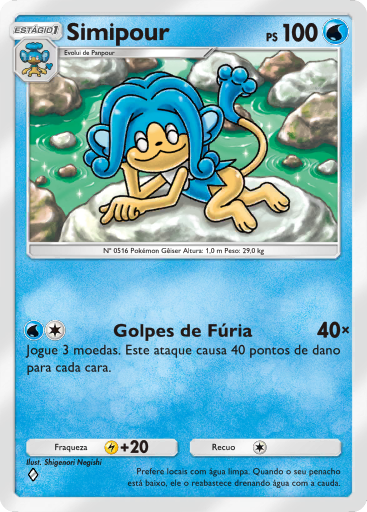 ESTÁGIO 1
Simipour
PS 100
Evolui de Panpour
Nº 0516 Pokémon Gêiser Altura: 1,0 m Peso: 29,0 kg
Golpes de Fúria 40×
Jogue 3 moedas. Este ataque causa 40 pontos de dano
para cada cara.
Fraqueza +20
Recuo
Ilust. Shigenori Negishi
Prefere locais com água limpa. Quando o seu penacho
está baixo, ele o reabastece drenando água com a cauda.